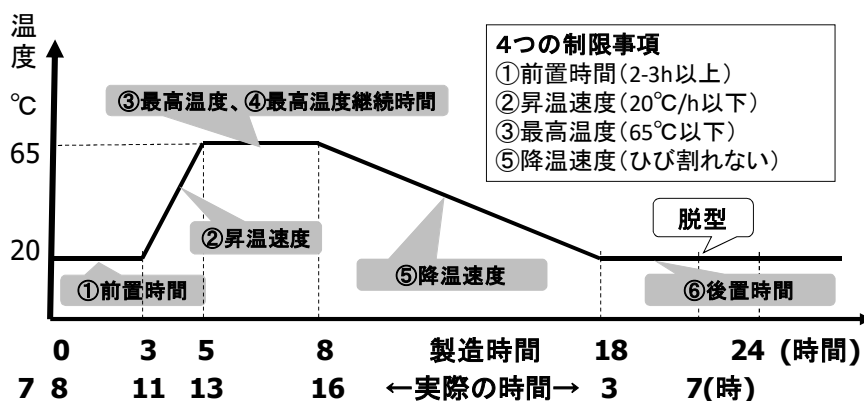 温度
℃
65
20
4つの制限事項
①前置時間(2-3h以上)
②昇温速度(20℃/h以下)
③最高温度(65℃以下)
⑤降温速度(ひび割れない)
③最高温度、④最高温度継続時間
脱型
②昇温速度
⑤降温速度
①前置時間
⑥後置時間
0 3 5 8 製造時間 18 24 (時間)
7 8 11 13 16 ←実際の時間→ 3 7(時)